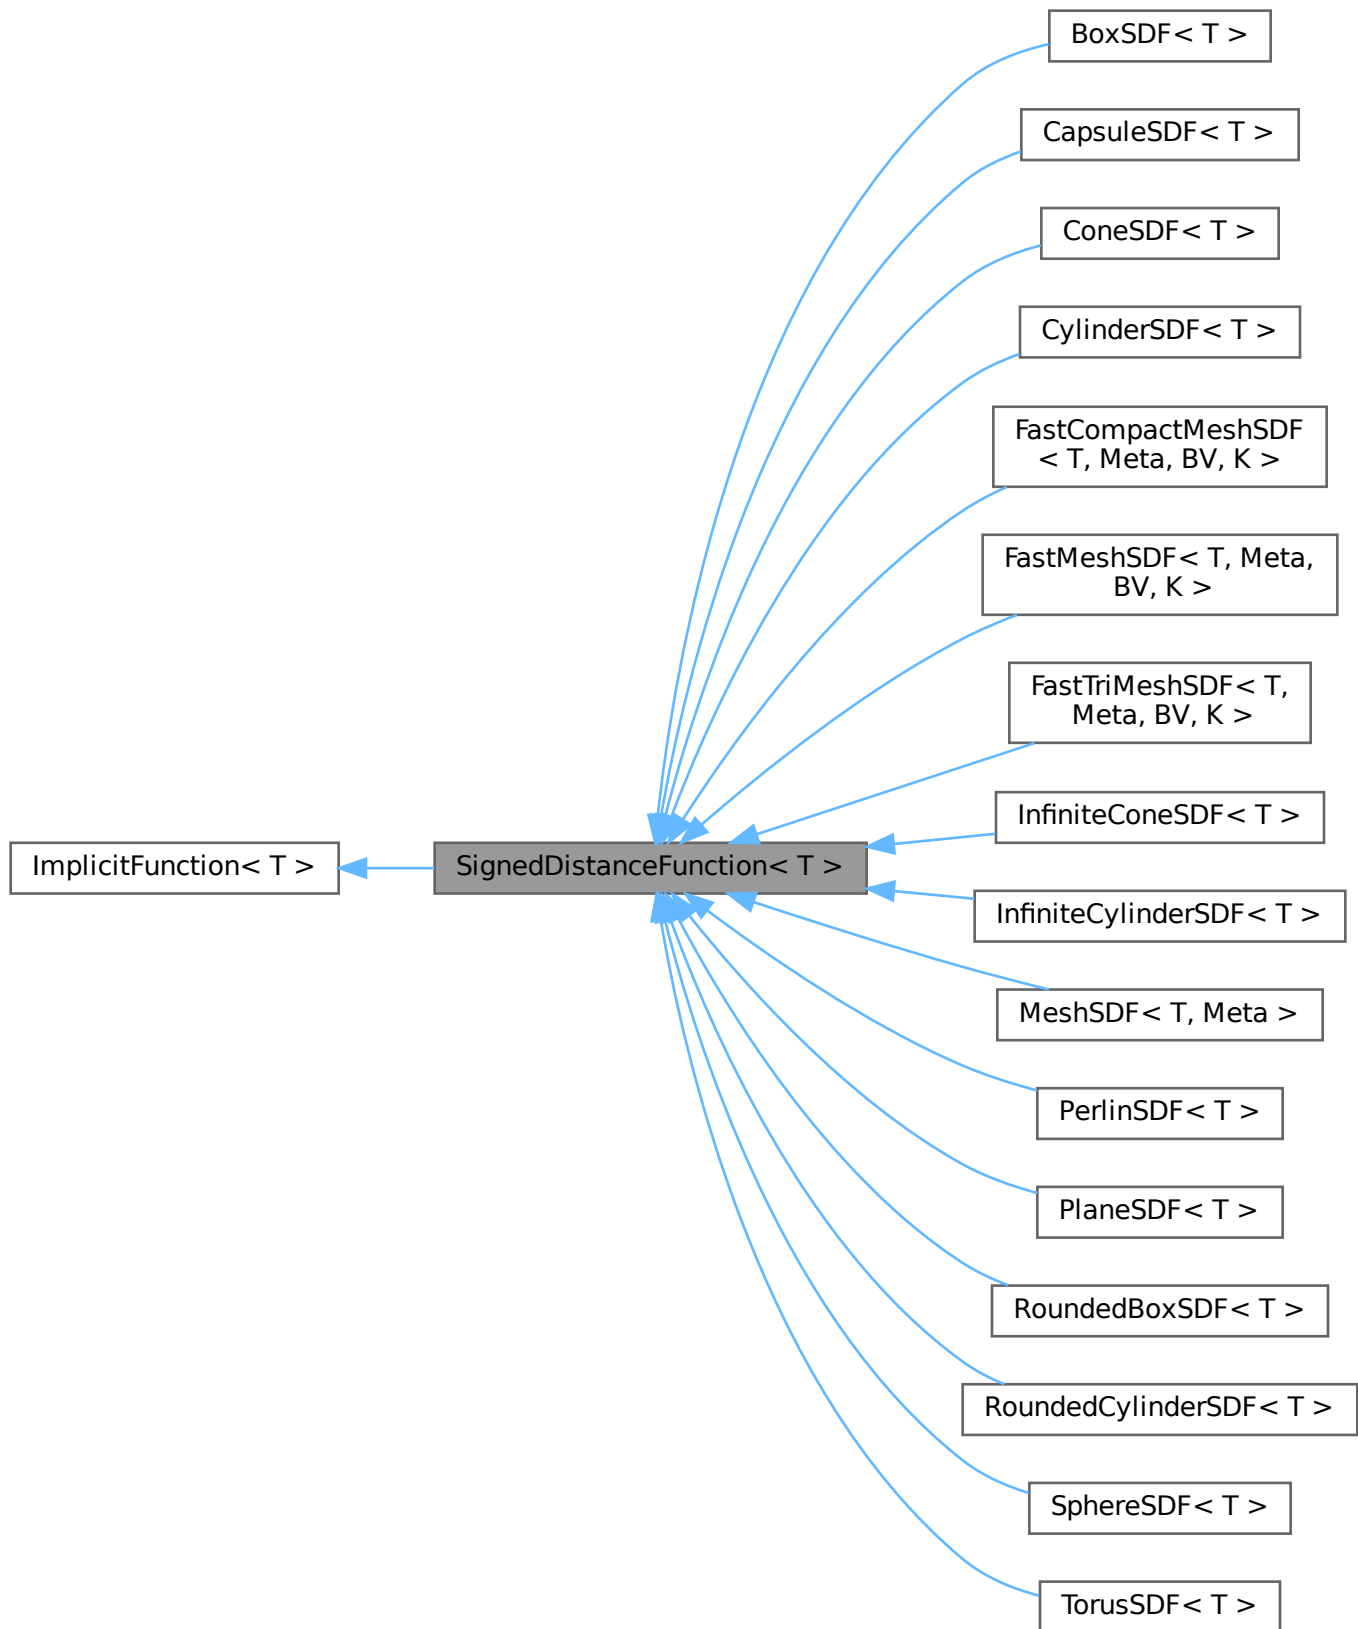 BoxSDF< T >
CapsuleSDF< T >
ConeSDF< T >
CylinderSDF< T >
FastCompactMeshSDF
< T, Meta, BV, K >
FastMeshSDF< T, Meta,
BV, K >
FastTriMeshSDF< T,
Meta, BV, K >
InfiniteConeSDF< T >
ImplicitFunction< T >
SignedDistanceFunction< T >
InfiniteCylinderSDF< T >
MeshSDF< T, Meta >
PerlinSDF< T >
PlaneSDF< T >
RoundedBoxSDF< T >
RoundedCylinderSDF< T >
SphereSDF< T >
TorusSDF< T >